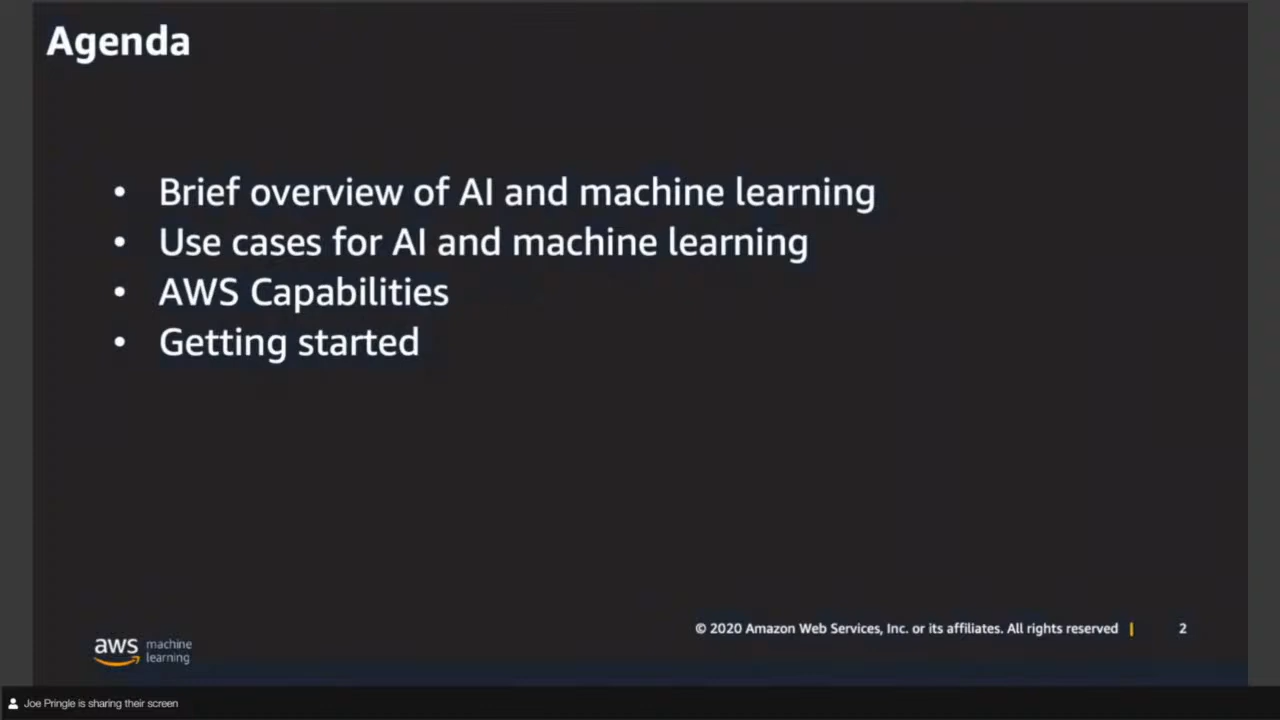 Agenda
• Brief overview of AI and machine learning
• Use cases for AI and machine learning
• AWS Capabilities
• Getting started
© 2020 Amazon Web Services, Inc. or its affiliates. All rights reserved | 2
aws machine
learning
Joe Pringle is sharing their screen